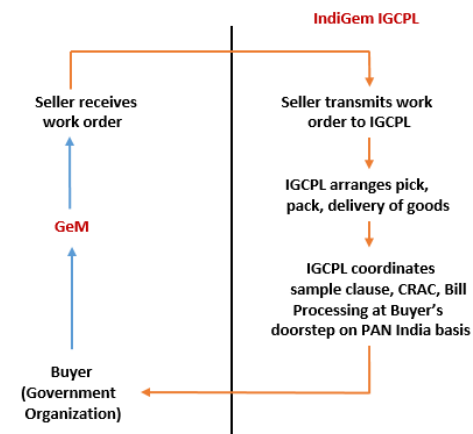 IndiGem IGCPL
Seller receives
work order
GeM
Buyer
(Government
Organization)
Seller transmits work
order to IGCPL
IGCPL arranges pick,
pack, delivery of goods
IGCPL coordinates
sample clause, CRAC, Bill
Processing at Buyer's
doorstep on PAN India basis